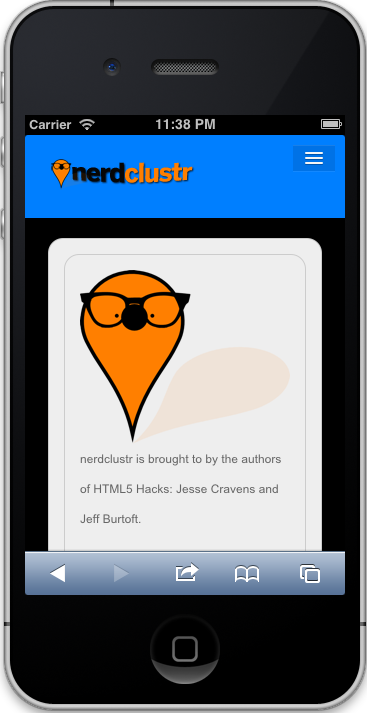 Carrier 11:38 PM
nerdclustr
nerdclustr is brought to by the authors
of HTML5 Hacks: Jesse Cravens and
Jeff Burtoft.